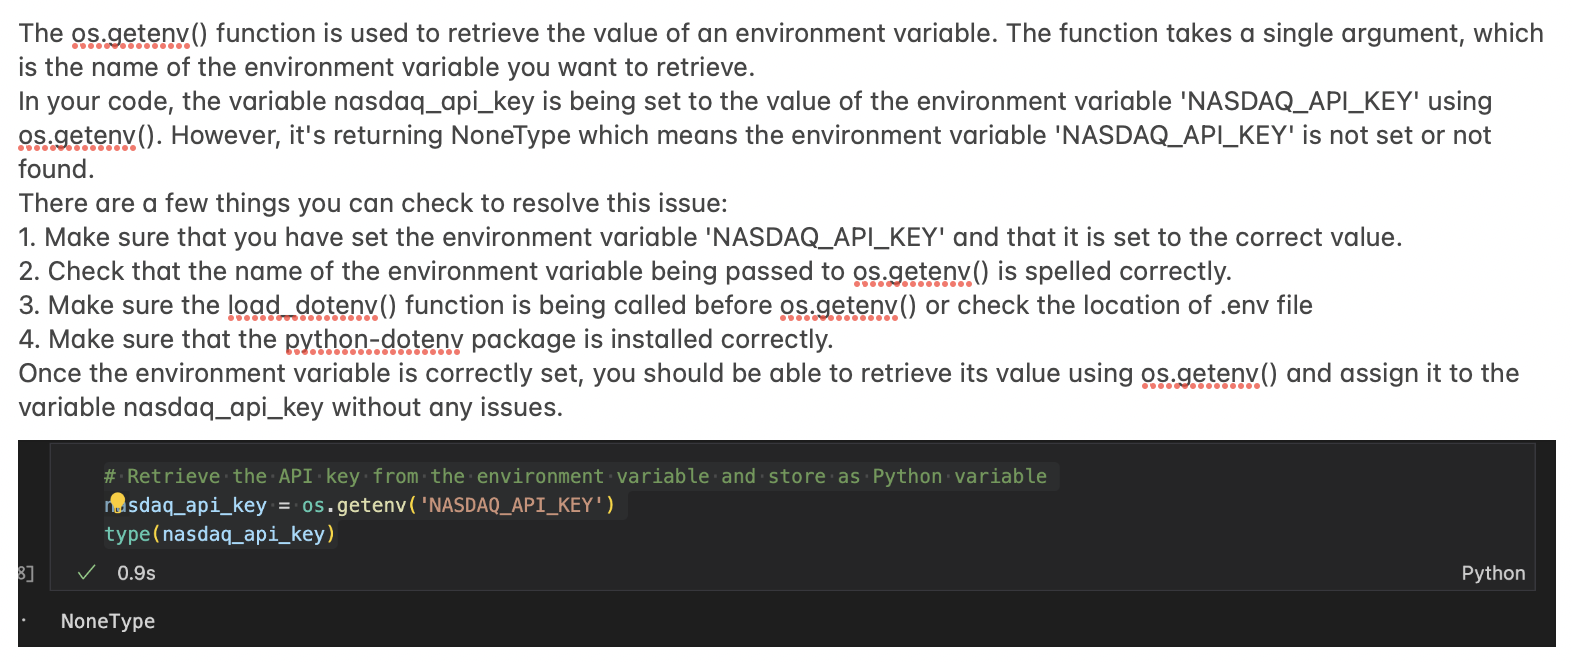 The os.getenv() function is used to retrieve the value of an environment variable. The function takes a single argument, which
is the name of the environment variable you want to retrieve.
In your code, the variable nasdaq_api_key is being set to the value of the environment variable 'NASDAQ_API_KEY' using
os.getenv(). However, it's returning NoneType which means the environment variable 'NASDAQ_API_KEY' is not set or not
found.
There are a few things you can check to resolve this issue:
1. Make sure that you have set the environment variable 'NASDAQ_API_KEY' and that it is set to the correct value.
2. Check that the name of the environment variable being passed to os.getenv() is spelled correctly.
3. Make sure the load_dotenv() function is being called before os.getenv() or check the location of .env file
4. Make sure that the python-dotenv package is installed correctly.
Once the environment variable is correctly set, you should be able to retrieve its value using os.getenv() and assign it to the
variable nasdaq_api_key without any issues.
# Retrieve the API key from the environment variable and store as Python variable
nasdaq_api_key = os.getenv('NASDAQ_API_KEY')
type(nasdaq_api_key)
8] ✓ 0.9s Python
NoneType